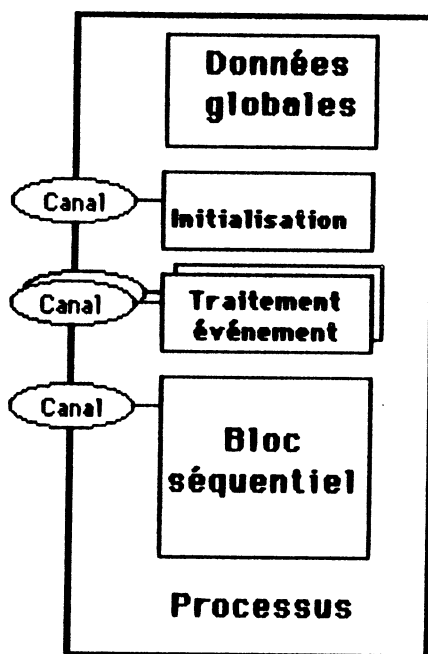 Données
globales
Canal
Initialisation
Canal
Traitement
événement
Canal
Bloc
séquentiel
Processus